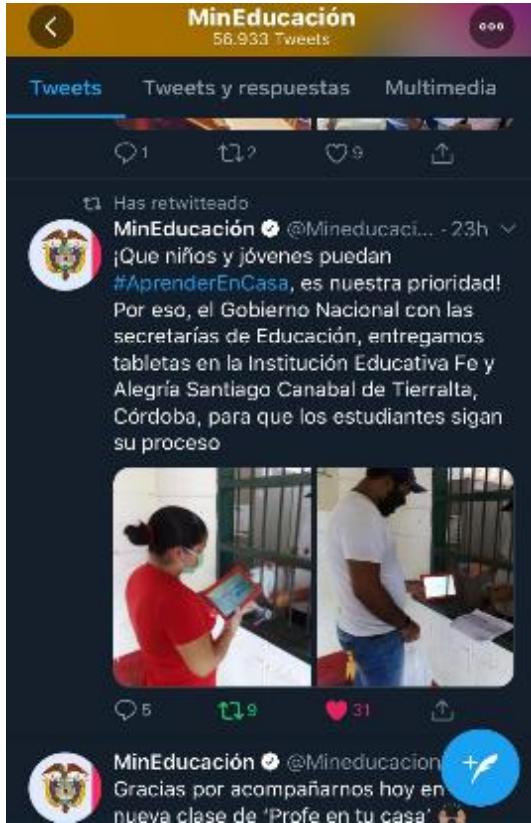 MinEducación
56.933 Tweets
Tweets Tweets y respuestas Multimedia
1 2 9
Has retwitteado
MinEducación @Mineducaci... · 23h
¡Que niños y jóvenes puedan
#AprenderEnCasa, es nuestra prioridad!
Por eso, el Gobierno Nacional con las
secretarías de Educación, entregamos
tabletas en la Institución Educativa Fe y
Alegría Santiago Canabal de Tierralta,
Córdoba, para que los estudiantes sigan
su proceso
5 9 31
MinEducación @Mineducacion
Gracias por acompañarnos hoy en
nueva clase de ‘Profe en tu casa’